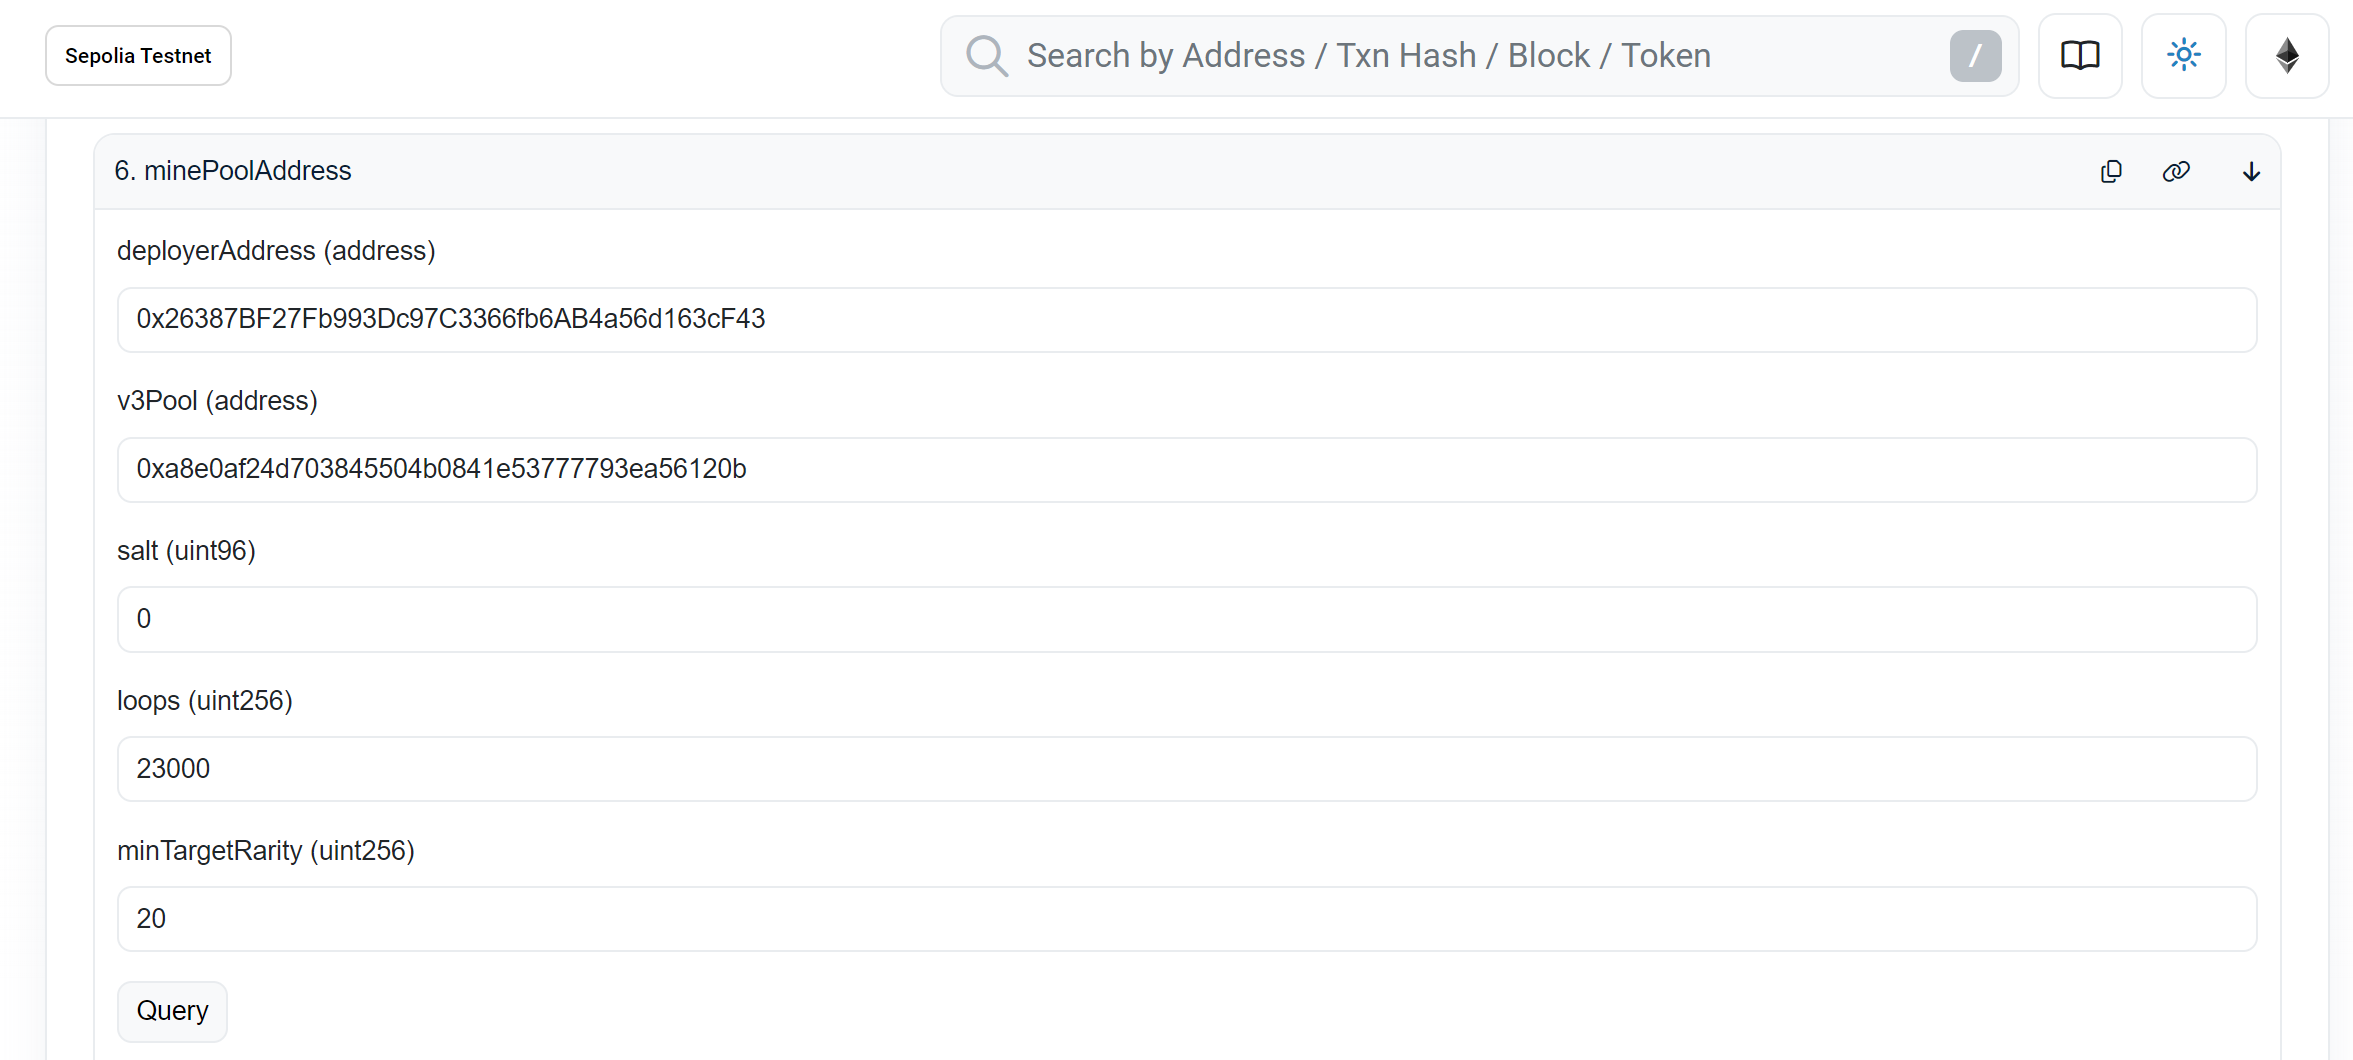 Sepolia Testnet
Search by Address / Txn Hash / Block / Token
/
6. minePoolAddress
deployerAddress (address)
0x26387BF27Fb993Dc97C3366fb6AB4a56d163cF43
v3Pool (address)
0xa8e0af24d703845504b0841e53777793ea56120b
salt (uint96)
0
loops (uint256)
23000
minTargetRarity (uint256)
20
Query